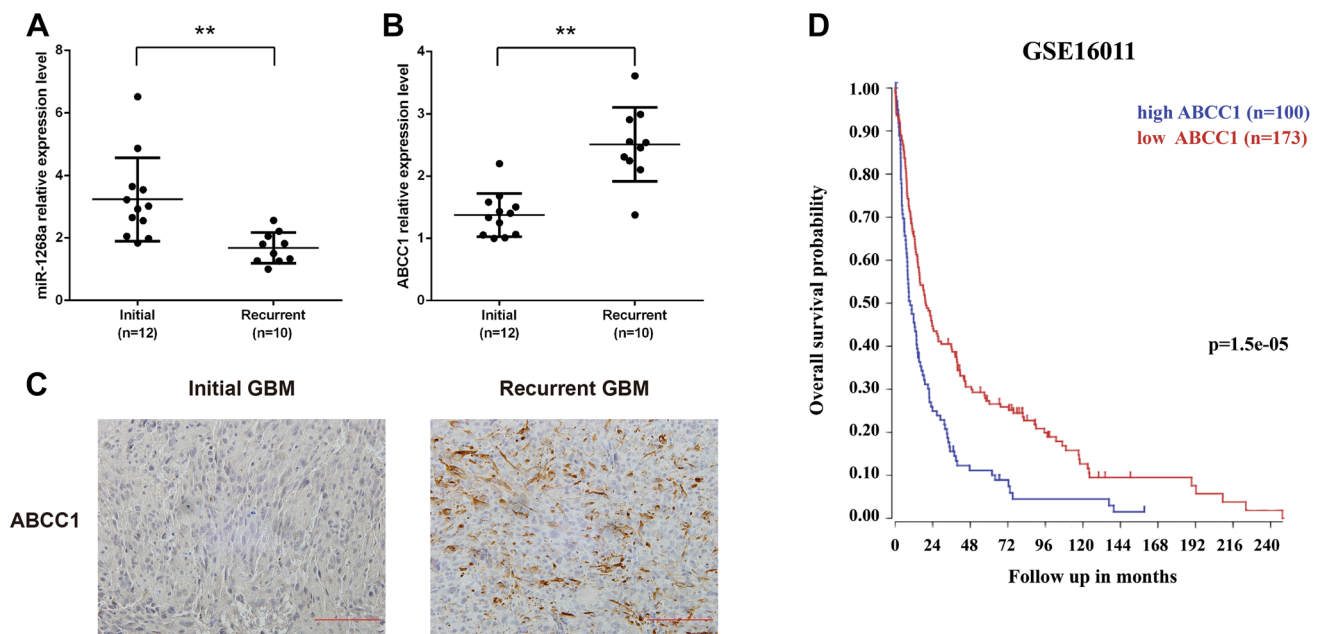 A
**
miR-1268a relative expression level
8
6
4
2
0
Initial
(n=12)
Recurrent
(n=10)
B
**
ABCC1 relative expression level
4
3
2
1
0
Initial
(n=12)
Recurrent
(n=10)
C
Initial GBM
Recurrent GBM
ABCC1
D
GSE16011
high ABCC1 (n=100)
low ABCC1 (n=173)
p=1.5e-05
Overall survival probability
1.00
0.90
0.80
0.70
0.60
0.50
0.40
0.30
0.20
0.10
0.00
0 24 48 72 96 120 144 168 192 216 240
Follow up in months